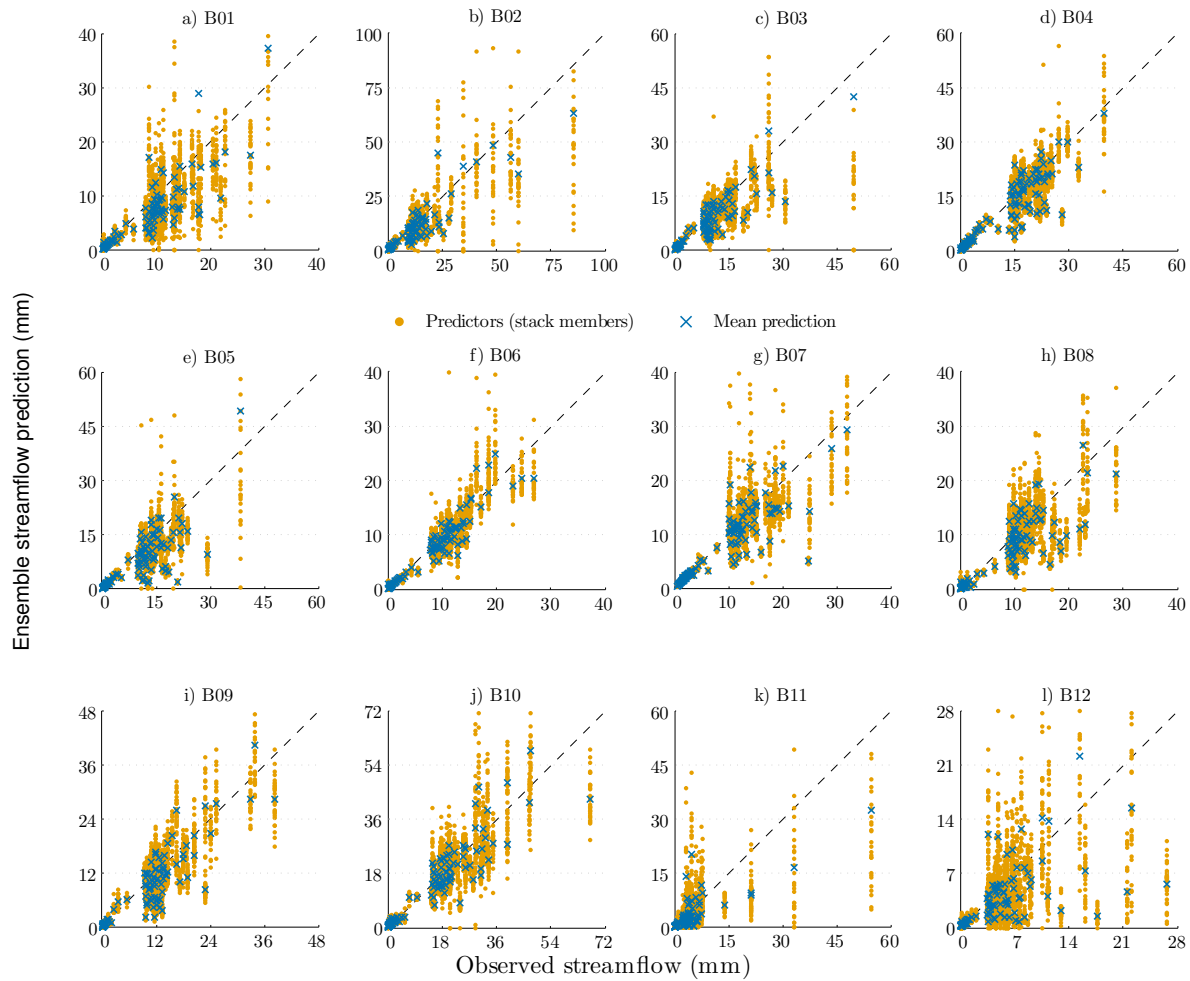 a) B01
b) B02
c) B03
d) B04
40
30
20
10
0
0 10 20 30 40
100
75
50
25
0
0 25 50 75 100
60
45
30
15
0
0 15 30 45 60
60
45
30
15
0
0 15 30 45 60
Predictors (stack members)
Mean prediction
Ensemble streamflow prediction (mm)
e) B05
f) B06
g) B07
h) B08
60
45
30
15
0
0 15 30 45 60
40
30
20
10
0
0 10 20 30 40
40
30
20
10
0
0 10 20 30 40
40
30
20
10
0
0 10 20 30 40
i) B09
j) B10
k) B11
l) B12
48
36
24
12
0
0 12 24 36 48
72
54
36
18
0
0 18 36 54 72
60
45
30
15
0
0 15 30 45 60
28
21
14
7
0
0 7 14 21 28
Observed streamflow (mm)